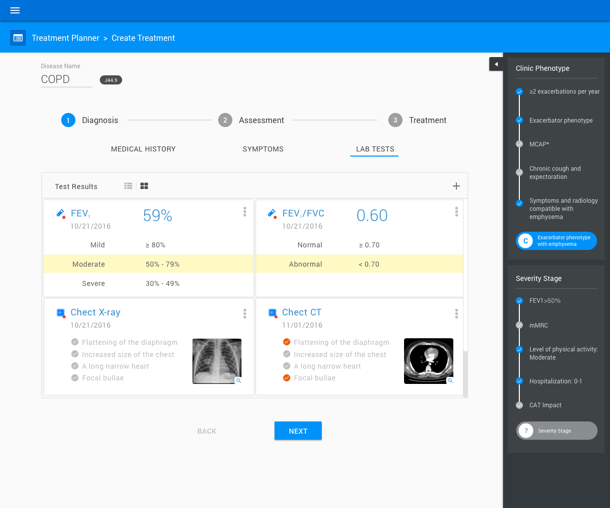 Treatment Planner > Create Treatment
Disease Name
COPD
J44.9
1 Diagnosis
2 Assessment
3 Treatment
MEDICAL HISTORY
SYMPTOMS
LAB TESTS
Test Results
FEV,
59%
10/21/2016
Mild ≥ 80%
Moderate 50% - 79%
Severe 30% - 49%
FEV,/FVC
0.60
10/21/2016
Normal ≥ 0.70
Abnormal < 0.70
Chect X-ray
10/21/2016
Flattening of the diaphragm
Increased size of the chest
A long narrow heart
Focal bullae
Chect CT
11/01/2016
Flattening of the diaphragm
Increased size of the chest
A long narrow heart
Focal bullae
BACK
NEXT
Clinic Phenotype
≥2 exacerbations per year
Exacerbator phenotype
MCAP*
Chronic cough and
expectoration
Symptoms and radiology
compatible with
emphysema
C
Exacerbator phenotype
with emphysema
Severity Stage
FEV1>50%
mMRC
Level of physical activity:
Moderate
Hospitalization: 0-1
CAT Impact
? Severity Stage